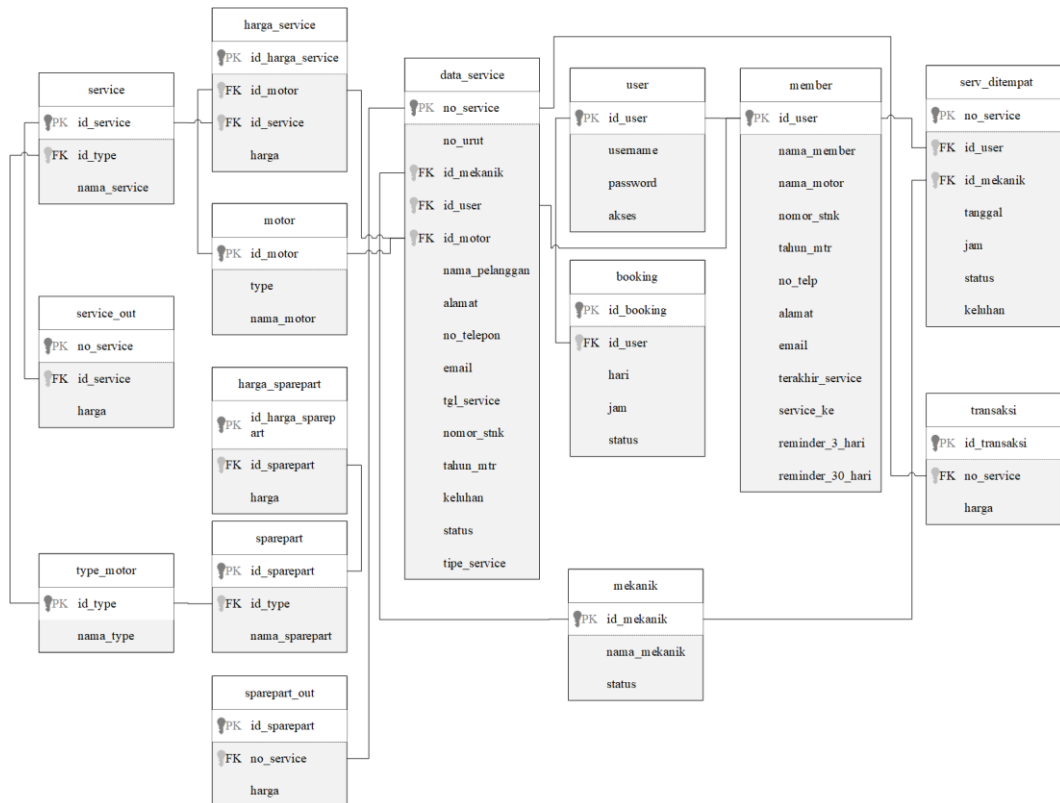 harga_service
PK id_harga_service
FK id_motor
FK id_service
harga
service
PK id_service
FK id_type
nama_service
motor
PK id_motor
type
nama_motor
service_out
PK no_service
FK id_service
harga
harga_sparepart
PK id_harga_sparep
art
FK id_sparepart
harga
sparepart
PK id_sparepart
FK id_type
nama_sparepart
type_motor
PK id_type
nama_type
sparepart_out
PK id_sparepart
FK no_service
harga
data_service
PK no_service
no_urut
FK id_mekanik
FK id_user
FK id_motor
nama_pelanggan
alamat
no_telepon
email
tgl_service
nomor_stnk
tahun_mtr
keluhan
status
tipe_service
user
PK id_user
username
password
akses
booking
PK id_booking
FK id_user
hari
jam
status
mekanik
PK id_mekanik
nama_mekanik
status
member
PK id_user
nama_member
nama_motor
nomor_stnk
tahun_mtr
no_telp
alamat
email
terakhir_service
service_ke
reminder_3_hari
reminder_30_hari
serv_ditempat
PK no_service
FK id_user
FK id_mekanik
tanggal
jam
status
keluhan
transaksi
PK id_transaksi
FK no_service
harga